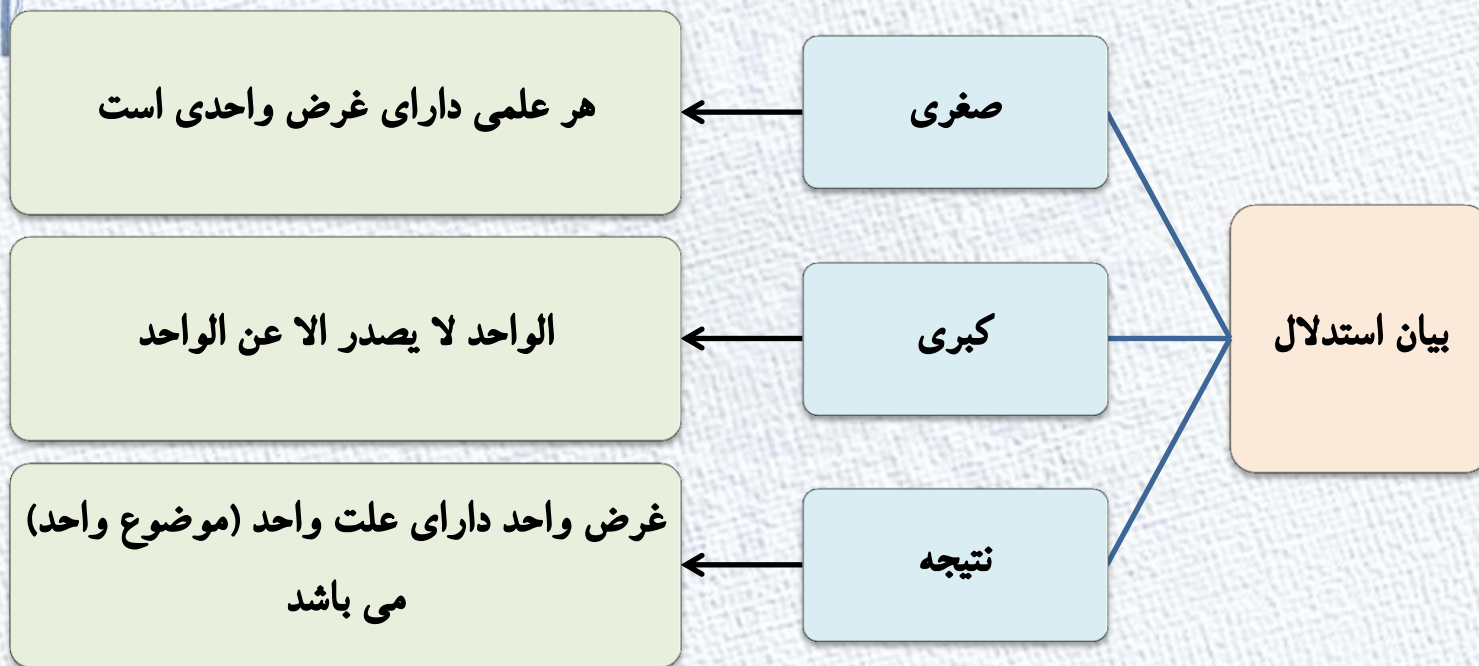 بیان استدلال
صغری
هر علمی دارای غرض واحدی است
کبری
الواحد لا یصدر الا عن الواحد
نتیجه
غرض واحد دارای علت واحد (موضوع واحد)
می باشد